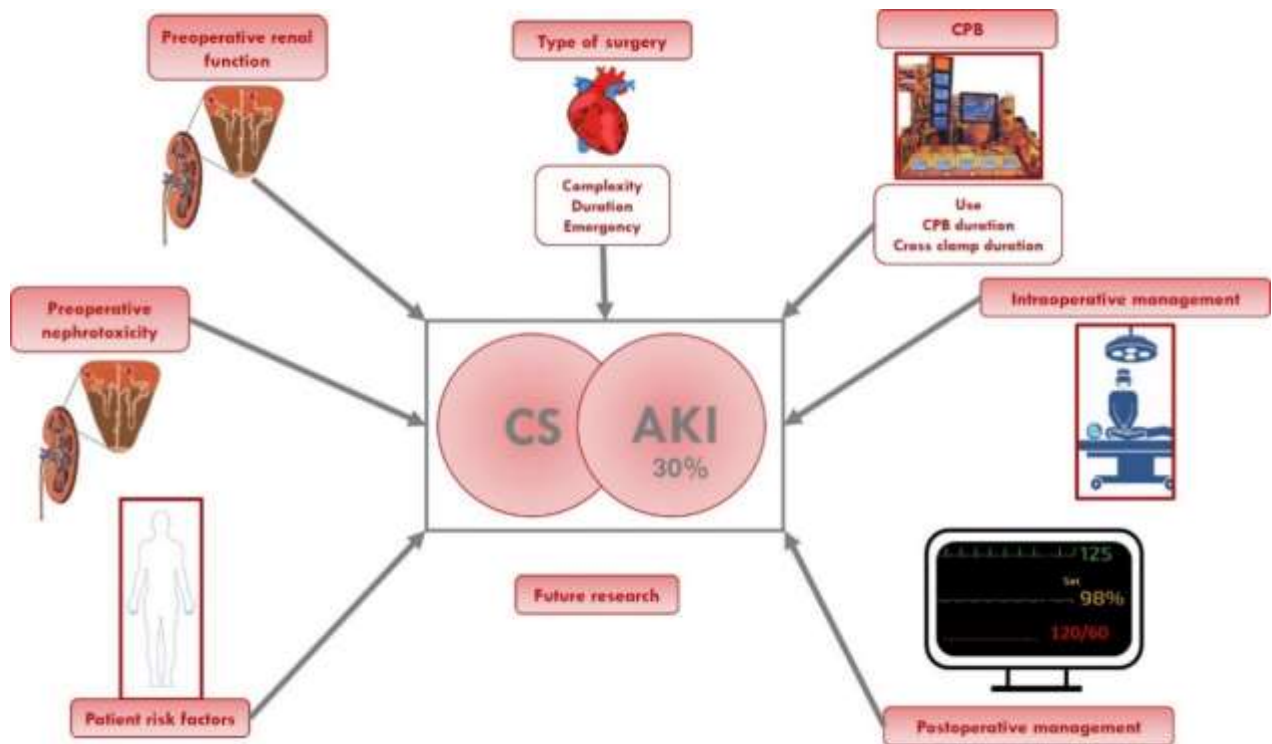 Preoperative renal
function
Type of surgery
CPB
Complexity
Duration
Emergency
Use
CPB duration
Cross clamp duration
Preoperative
nephrotoxicity
Intraoperative management
CS
AKI
30%
Patient risk factors
Future research
125
Sat
98%
120/60
Postoperative management